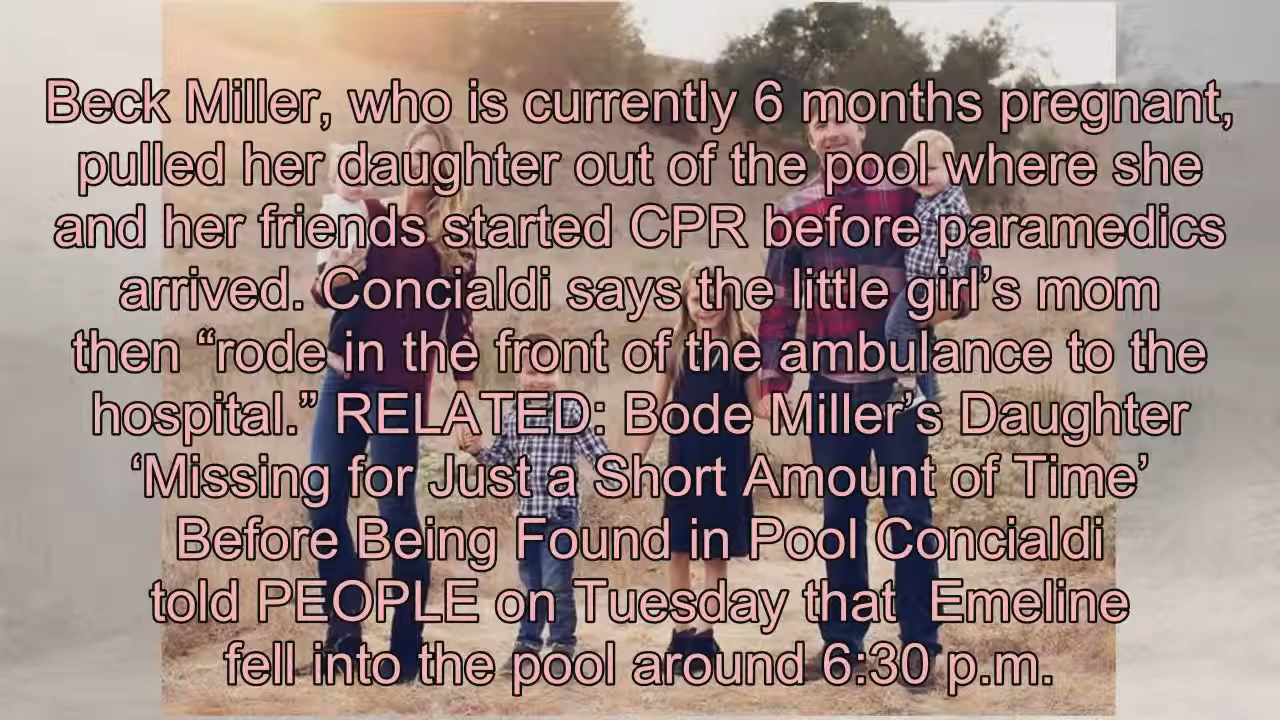 Beck Miller, who is currently 6 months pregnant,
pulled her daughter out of the pool where she
and her friends started CPR before paramedics
arrived. Concialdi says the little girl’s mom
then “rode in the front of the ambulance to the
hospital.” RELATED: Bode Miller’s Daughter
‘Missing for Just a Short Amount of Time’
Before Being Found in Pool Concialdi
told PEOPLE on Tuesday that  Emeline
fell into the pool around 6:30 p.m.